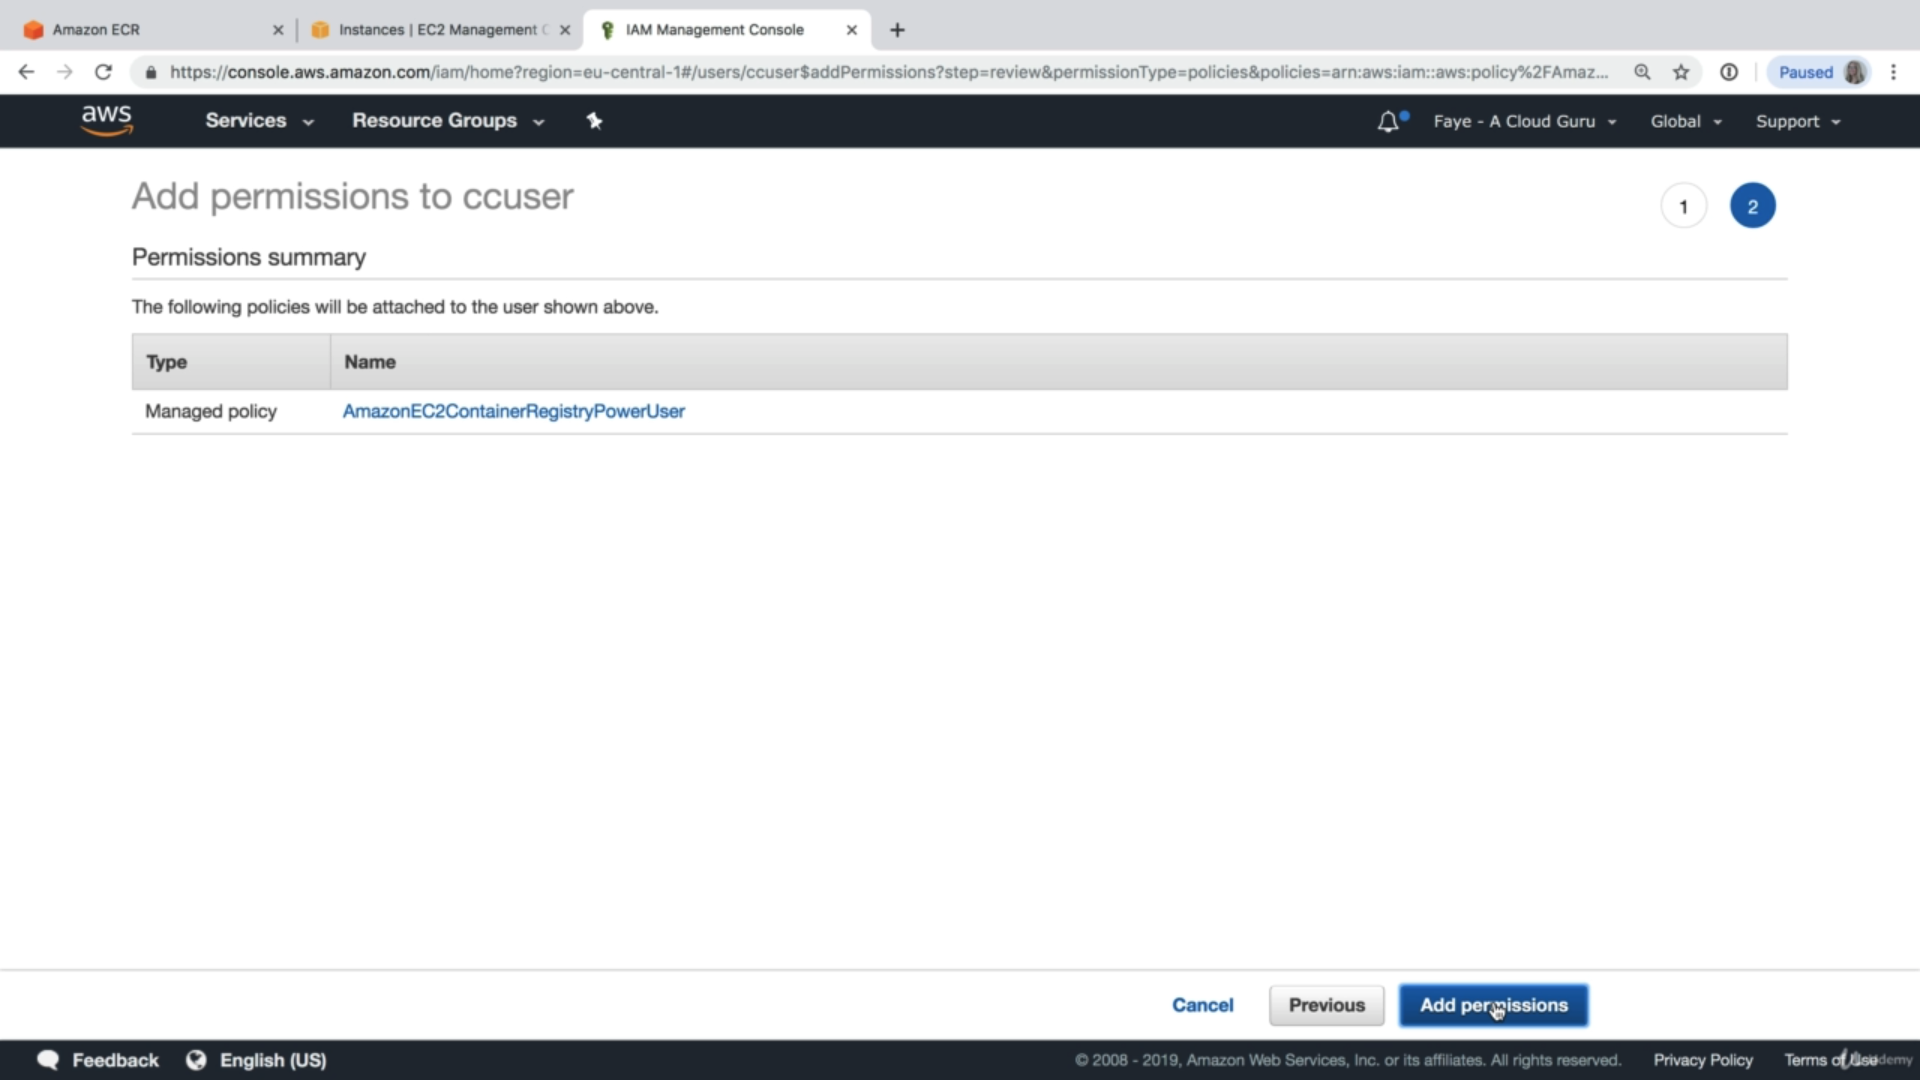 Amazon ECR
Instances | EC2 Management C
IAM Management Console
https://console.aws.amazon.com/iam/home?region=eu-central-1#/users/ccuser$addPermissions?step=review&permissionType=policies&policies=arn:aws:iam::aws:policy%2FAmaz...
Paused
aws
Services
Resource Groups
Faye - A Cloud Guru
Global
Support
Add permissions to ccuser
1
2
Permissions summary
The following policies will be attached to the user shown above.
Type
Name
Managed policy
AmazonEC2ContainerRegistryPowerUser
Cancel
Previous
Add permissions
Feedback
English (US)
© 2008 - 2019, Amazon Web Services, Inc. or its affiliates. All rights reserved.
Privacy Policy
Terms of Use